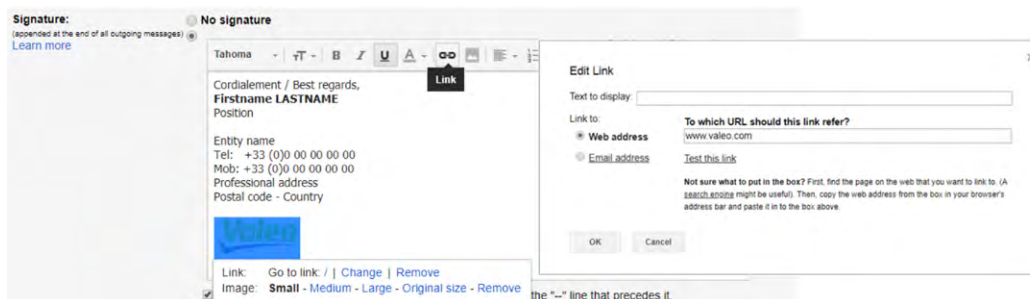 Signature:
(appended at the end of all outgoing messages)
Learn more
No signature
Tahoma
B I U A
Link
Cordialement / Best regards,
Firstname LASTNAME
Position
Entity name
Tel: +33 (0)0 00 00 00 00
Mob: +33 (0)0 00 00 00 00
Professional address
Postal code - Country
Valeo
Link: Go to link: / | Change | Remove
Image: Small - Medium - Large - Original size - Remove
the "--" line that precedes it.
Edit Link
Text to display:
Link to:
To which URL should this link refer?
Web address
www.valeo.com
Email address
Test this link
Not sure what to put in the box? First, find the page on the web that you want to link to. (A
search engine might be useful). Then, copy the web address from the box in your browser's
address bar and paste it in to the box above.
OK Cancel